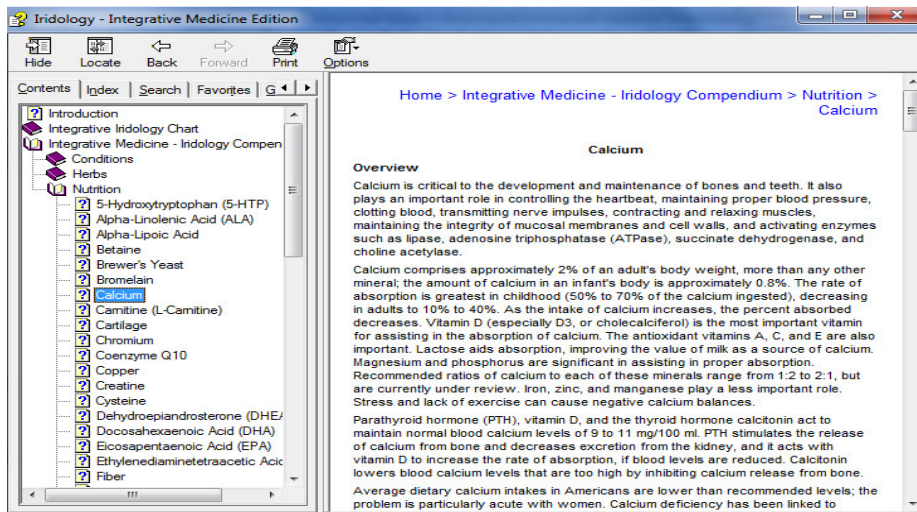 Iridology - Integrative Medicine Edition
Hide Locate Back Forward Print Options
Contents Index Search Favorites G
Introduction
Integrative Iridology Chart
Integrative Medicine - Iridology Compen
Conditions
Herbs
Nutrition
5-Hydroxytryptophan (5-HTP)
Alpha-Linolenic Acid (ALA)
Alpha-Lipoic Acid
Betaine
Brewer's Yeast
Bromelain
Calcium
Carnitine (L-Carnitine)
Cartilage
Chromium
Coenzyme Q10
Copper
Creatine
Cysteine
Dehydroepiandrosterone (DHEA
Docosahexaenoic Acid (DHA)
Eicosapentaenoic Acid (EPA)
Ethylenediaminetetraacetic Acid
Fiber
Home > Integrative Medicine - Iridology Compendium > Nutrition >
Calcium
Calcium
Overview
Calcium is critical to the development and maintenance of bones and teeth. It also
plays an important role in controlling the heartbeat, maintaining proper blood pressure,
clotting blood, transmitting nerve impulses, contracting and relaxing muscles,
maintaining the integrity of mucosal membranes and cell walls, and activating enzymes
such as lipase, adenosine triphosphatase (ATPase), succinate dehydrogenase, and
choline acetylase.
Calcium comprises approximately 2% of an adult's body weight, more than any other
mineral; the amount of calcium in an infant's body is approximately 0.8%. The rate of
absorption is greatest in childhood (50% to 70% of the calcium ingested), decreasing
in adults to 10% to 40%. As the intake of calcium increases, the percent absorbed
decreases. Vitamin D (especially D3, or cholecalciferol) is the most important vitamin
for assisting in the absorption of calcium. The antioxidant vitamins A, C, and E are also
important. Lactose aids absorption, improving the value of milk as a source of calcium.
Magnesium and phosphorus are significant in assisting in proper absorption.
Recommended ratios of calcium to each of these minerals range from 1:2 to 2:1, but
are currently under review. Iron, zinc, and manganese play a less important role.
Stress and lack of exercise can cause negative calcium balances.
Parathyroid hormone (PTH), vitamin D, and the thyroid hormone calcitonin act to
maintain normal blood calcium levels of 9 to 11 mg/100 ml. PTH stimulates the release
of calcium from bone and decreases excretion from the kidney, and it acts with
vitamin D to increase the rate of absorption, if blood levels are reduced. Calcitonin
lowers blood calcium levels that are too high by inhibiting calcium release from bone.
Average dietary calcium intakes in Americans are lower than recommended levels; the
problem is particularly acute with women. Calcium deficiency has been linked to